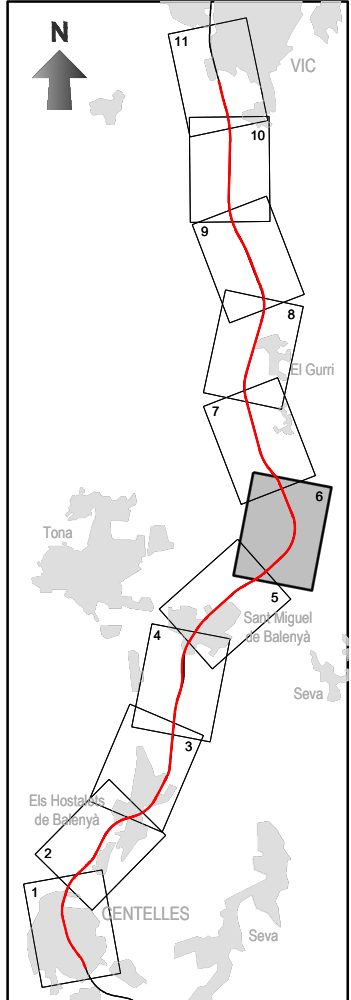 N
11
VIC
10
9
8
El Gurri
7
6
Tona
5
Sant Miguel
de Balenyà
4
Seva
3
Els Hostalets
de Balenyà
2
1
CENTELLES
Seva